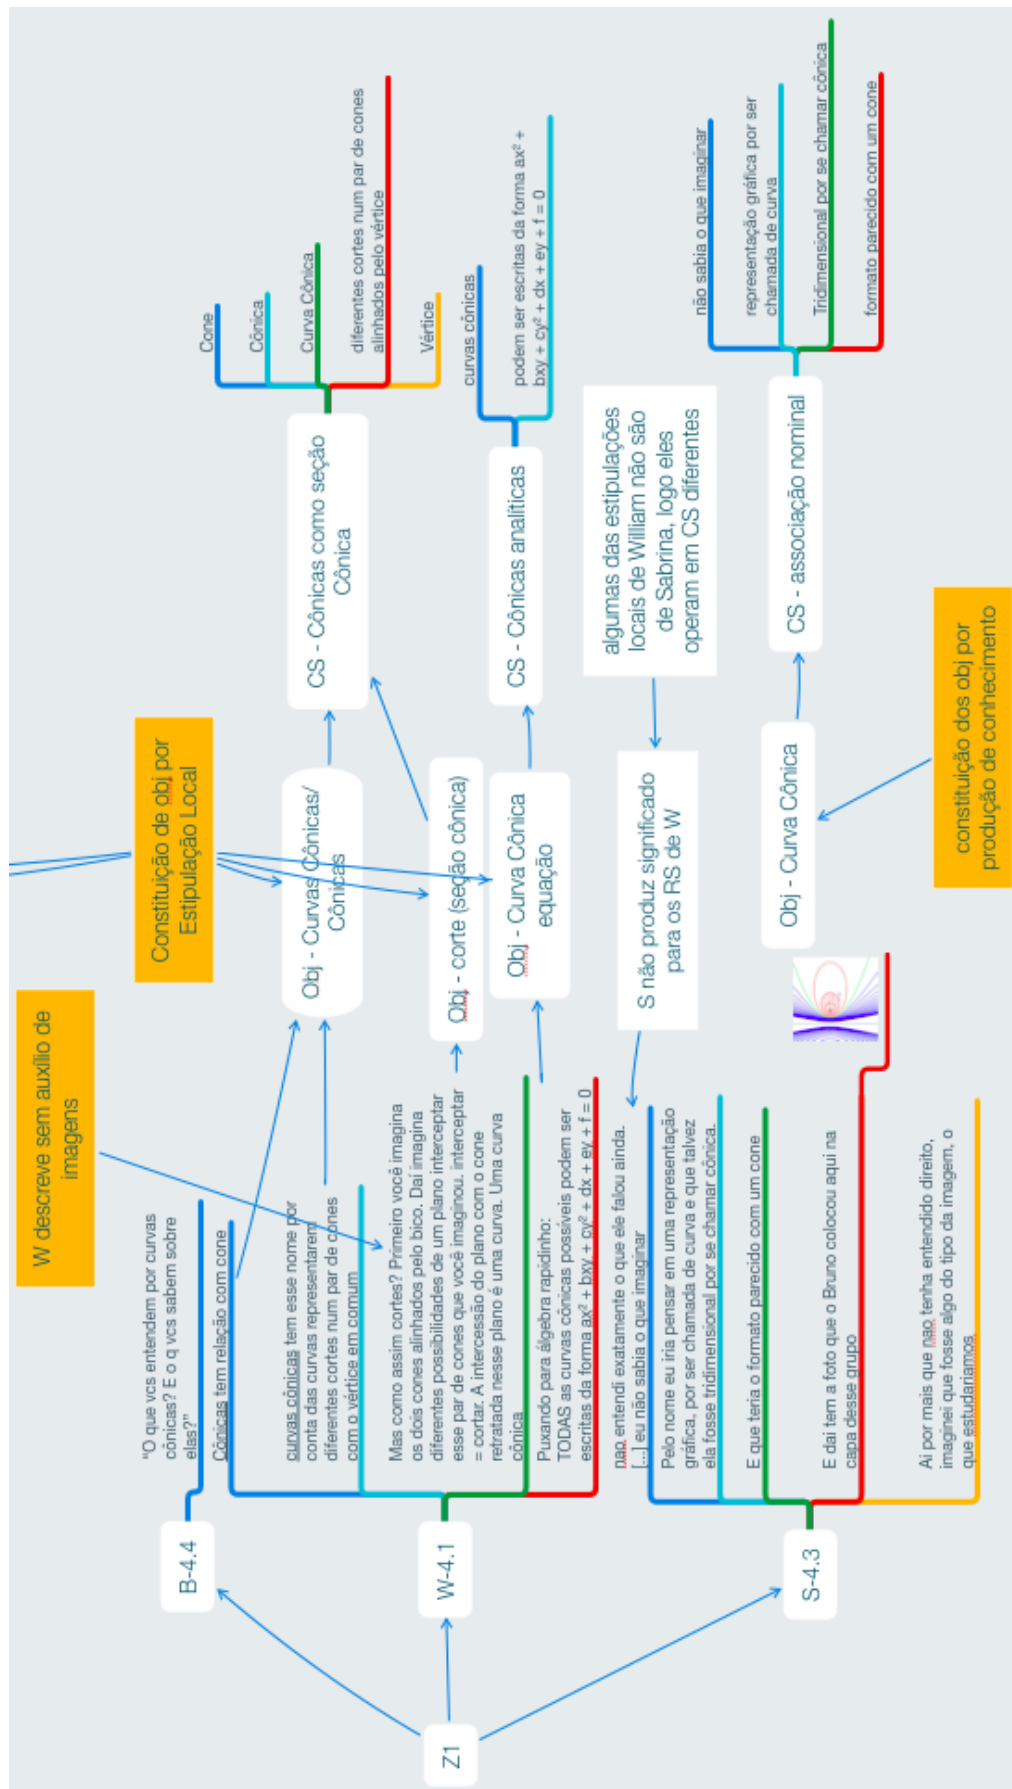 Z1
B-4.4
"O que vcs entendem por curvas
cônicas? E o q vcs sabem sobre
elas?"
W-4.1
Cônicas tem relação com cone
curvas cônicas tem esse nome por
conta das curvas representarem
diferentes cortes num par de cones
com o vértice em comum
Mas como assim cortes? Primeiro você imagina
os dois cones alinhados pelo bico. Daí imagina
diferentes possibilidades de um plano interceptar
esse par de cones que você imaginou. interceptar
= cortar. A intercessão do plano com o cone
retratada nesse plano é uma curva. Uma curva
cônica
Puxando para álgebra rapidinho:
TODAS as curvas cônicas possíveis podem ser
escritas da forma ax² + bxy + cy² + dx + ey + f = 0
S-4.3
nao entendi exatamente o que ele falou ainda.
[...] eu não sabia o que imaginar
Pelo nome eu iria pensar em uma representação
gráfica, por ser chamada de curva e que talvez
ela fosse tridimensional por se chamar cônica.
E que teria o formato parecido com um cone
E dai tem a foto que o Bruno colocou aqui na
capa desse grupo
Ai por mais que nao tenha entendido direito,
imaginei que fosse algo do tipo da imagem, o
que estudariamos
W descreve sem auxílio de
imagens
Constituição de obj por
Estipulação Local
Obj - Curvas Cônicas/
Cônicas
Obj - corte (seção cônica)
Obj - Curva Cônica
equação
S não produz significado
para os RS de W
Obj - Curva Cônica
constituição dos obj por
produção de conhecimento
CS - Cônicas como seção
Cônica
Cone
Cônica
Curva Cônica
diferentes cortes num par de cones
alinhados pelo vértice
Vértice
CS - Cônicas analíticas
curvas cônicas
podem ser escritas da forma ax² +
bxy + cy² + dx + ey + f = 0
algumas das estipulações
locais de William não são
de Sabrina, logo eles
operam em CS diferentes
CS - associação nominal
não sabia o que imaginar
representação gráfica por ser
chamada de curva
Tridimensional por se chamar cônica
formato parecido com um cone